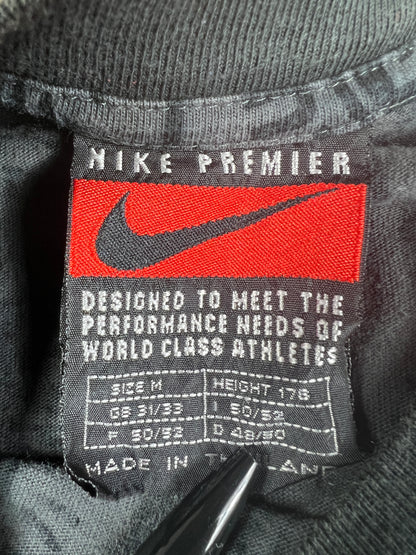 NIKE PREMIER
DESIGNED TO MEET THE
PERFORMANCE NEEDS OF
WORLD CLASS ATHLETES
SIZE M HEIGHT 178
GB 31/33 I 50/52
F 50/52 D 48/50
MADE IN